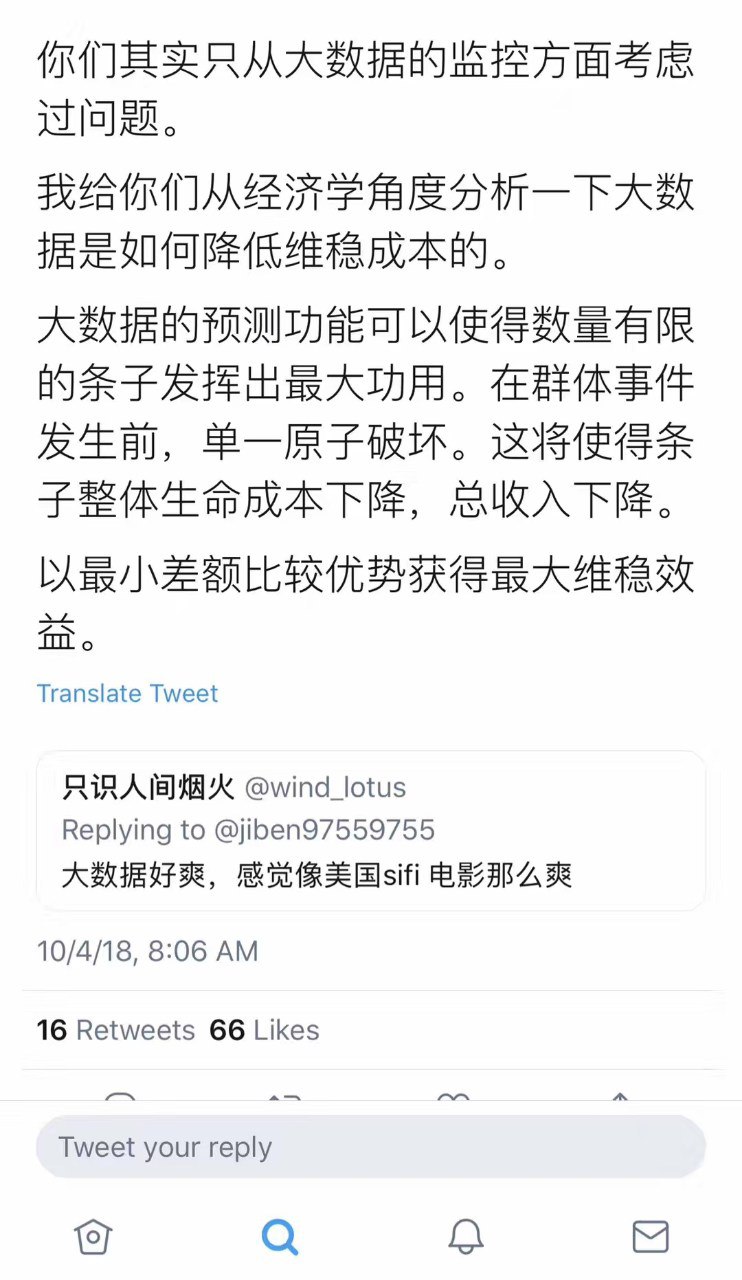 你们其实只从大数据的监控方面考虑
过问题。
我给你们从经济学角度分析一下大数
据是如何降低维稳成本的。
大数据的预测功能可以使得数量有限
的条子发挥出最大功用。在群体事件
发生前，单一原子破坏。这将使得条
子整体生命成本下降，总收入下降。
以最小差额比较优势获得最大维稳效
益。
Translate Tweet
只识人间烟火 @wind_lotus
Replying to @jiben97559755
大数据好爽，感觉像美国sifi 电影那么爽
10/4/18, 8:06 AM
16 Retweets 66 Likes
Tweet your reply